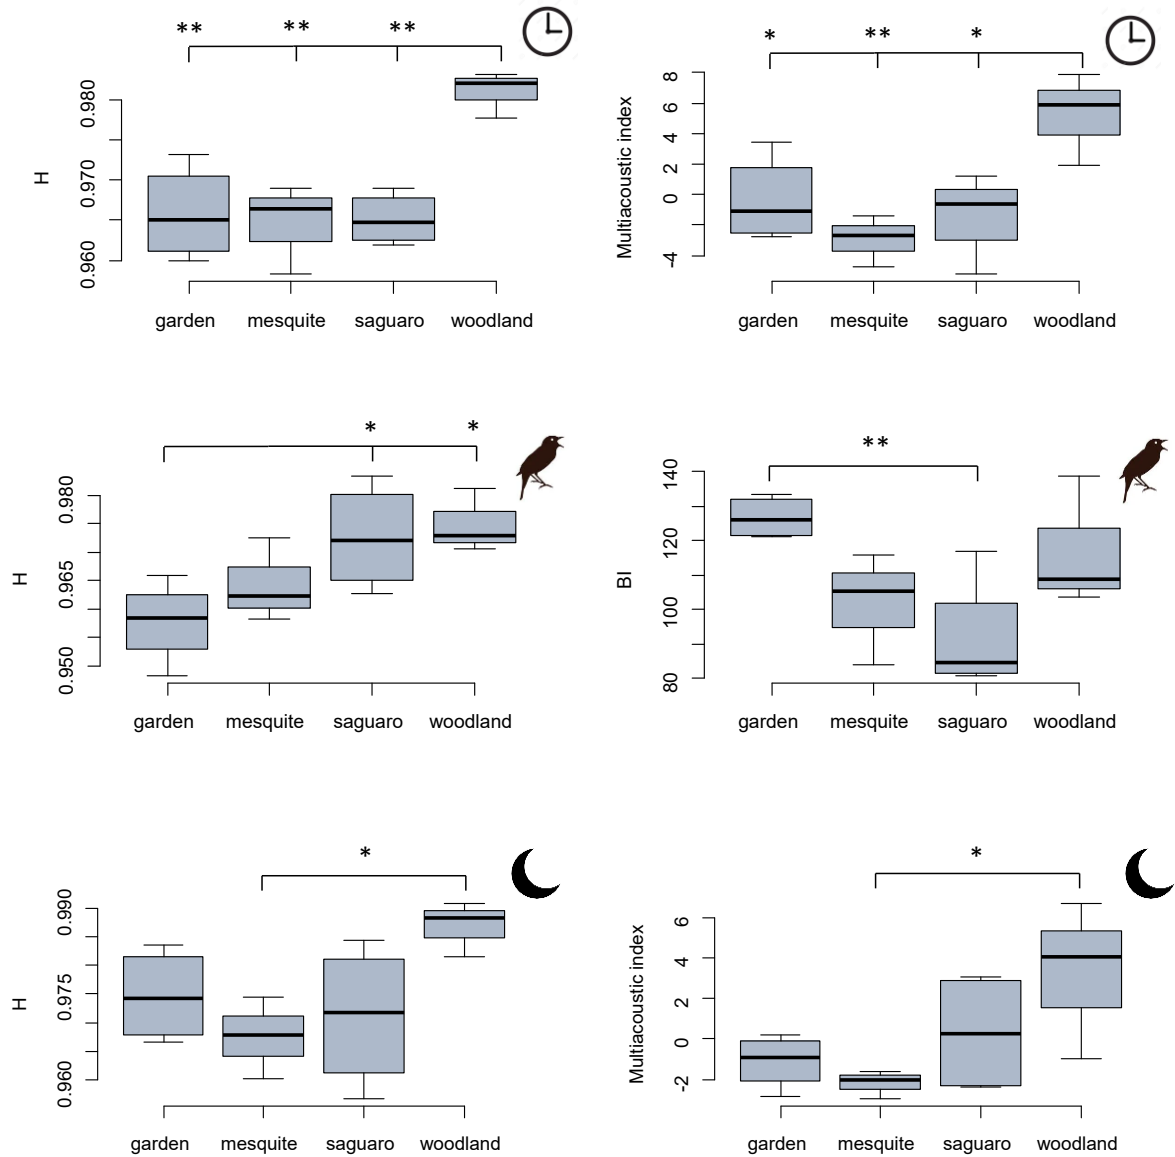 ** ** **
0.980
0.970
0.960
H
garden mesquite saguaro woodland
* ** *
8
6
4
2
0
-4
Multiacoustic index
garden mesquite saguaro woodland
* *
0.980
0.965
0.950
H
garden mesquite saguaro woodland
**
140
120
100
80
BI
garden mesquite saguaro woodland
*
0.990
0.975
0.960
H
garden mesquite saguaro woodland
*
6
4
2
0
-2
Multiacoustic index
garden mesquite saguaro woodland